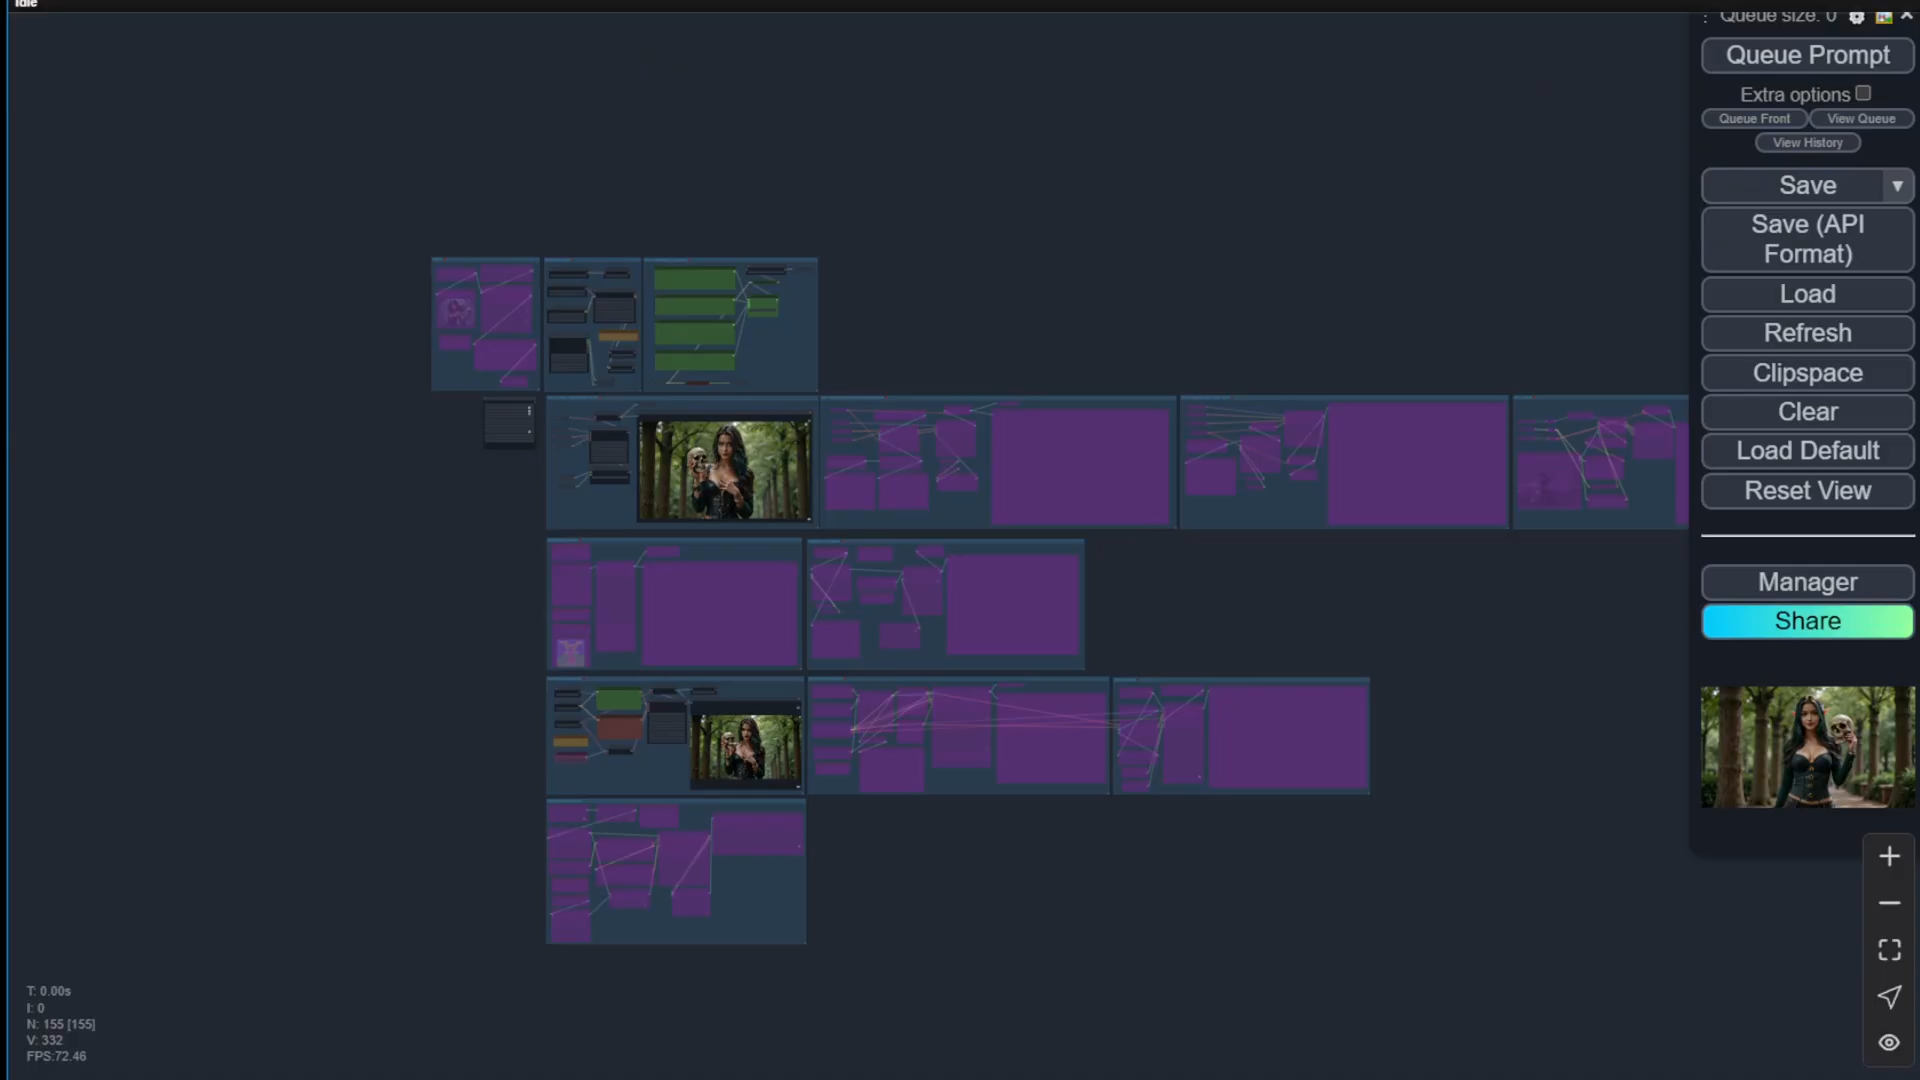 Idle
Queue size: 0
Queue Prompt
Extra options
Queue Front
View Queue
View History
Save
Save (API
Format)
Load
Refresh
Clipspace
Clear
Load Default
Reset View
Manager
Share
T: 0.00s
I: 0
N: 155 [155]
V: 332
FPS:72.46